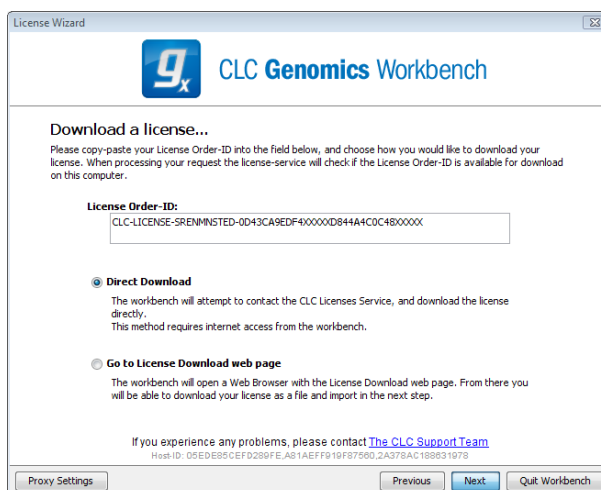 License Wizard
gx CLC Genomics Workbench
Download a license...
Please copy-paste your License Order-ID into the field below, and choose how you would like to download your
license. When processing your request the license-service will check if the License Order-ID is available for download
on this computer.
License Order-ID:
CLC-LICENSE-SRENMNSTED-0D43CA9EDF4XXXXXD844A4C0C48XXXXX
Direct Download
The workbench will attempt to contact the CLC Licenses Service, and download the license
directly.
This method requires internet access from the workbench.
Go to License Download web page
The workbench will open a Web Browser with the License Download web page. From there you
will be able to download your license as a file and import in the next step.
If you experience any problems, please contact The CLC Support Team
Host-ID: 05EDE85CEFD289FE,A81AEFF919F87560,2A378AC188631978
Proxy Settings Previous Next Quit Workbench